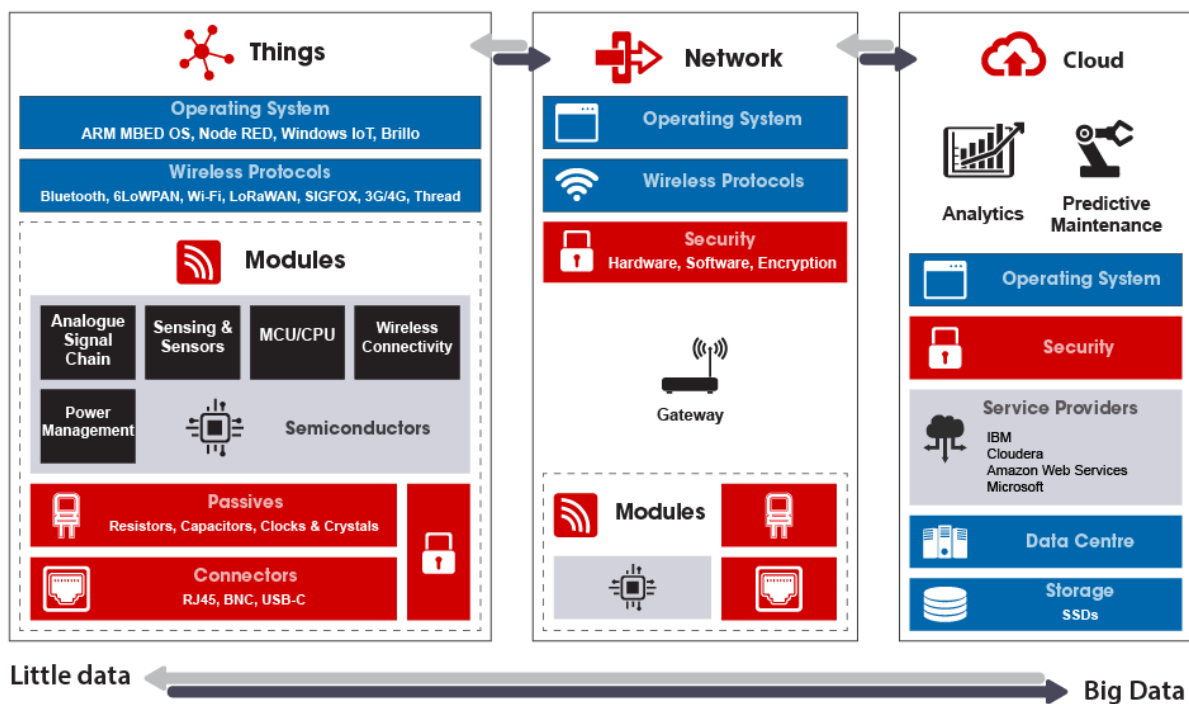 Things
Operating System
ARM MBED OS, Node RED, Windows IoT, Brillo
Wireless Protocols
Bluetooth, 6LoWPAN, Wi-Fi, LoRaWAN, SIGFOX, 3G/4G, Thread
Modules
Analogue
Signal
Chain
Sensing &
Sensors
MCU/CPU
Wireless
Connectivity
Power
Management
Semiconductors
Passives
Resistors, Capacitors, Clocks & Crystals
Connectors
RJ45, BNC, USB-C
Network
Operating System
Wireless Protocols
Security
Hardware, Software, Encryption
Gateway
Modules
Cloud
Analytics
Predictive
Maintenance
Operating System
Security
Service Providers
IBM
Cloudera
Amazon Web Services
Microsoft
Data Centre
Storage
SSDs
Little data
Big Data